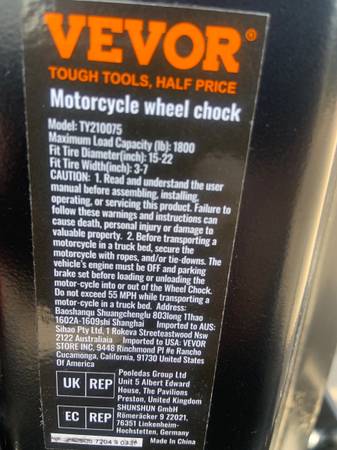 VEVOR®
TOUGH TOOLS, HALF PRICE
Motorcycle wheel chock
Model: TY210075
Maximum Load Capacity (lb): 1800
Fit Tire Diameter(inch): 15-22
Fit Tire Width(inch): 3-7
CAUTION: 1. Read and understand the user
manual before assembling, installing,
operating, or servicing this product. Failure to
follow these warnings and instructions can
cause death, personal injury or damage to
valuable property. 2. Before transporting a
motorcycle in a truck bed, secure the
motorcycle with ropes, and/or tie-downs. The
vehicle's engine must be OFF and parking
brake set before loading or unloading the
motor-cycle into or out of the Wheel Chock.
Do not exceed 55 MPH while transporting a
motor-cycle in a truck bed. Address:
Baoshanqu Shuangchenglu 803long 11hao
1602A-1609shi Shanghai Imported to AUS:
Sihao Pty Ltd, 1 Rokeva Streeteastwood Nsw
2122 Australiaia Imported to USA: VEVOR
STORE INC, 9448 Rinchmond Pl #e Rancho
Cucamonga, California, 91730 United States
Of America
UK REP
Pooledas Group Ltd
Unit 5 Albert Edward
House, The Pavilions
Preston, United Kingdom
EC REP
SHUNSHUN GmbH
Römeräcker 9 Z2021,
76351 Linkenheim-
Hochstetten, Germany
Made In China